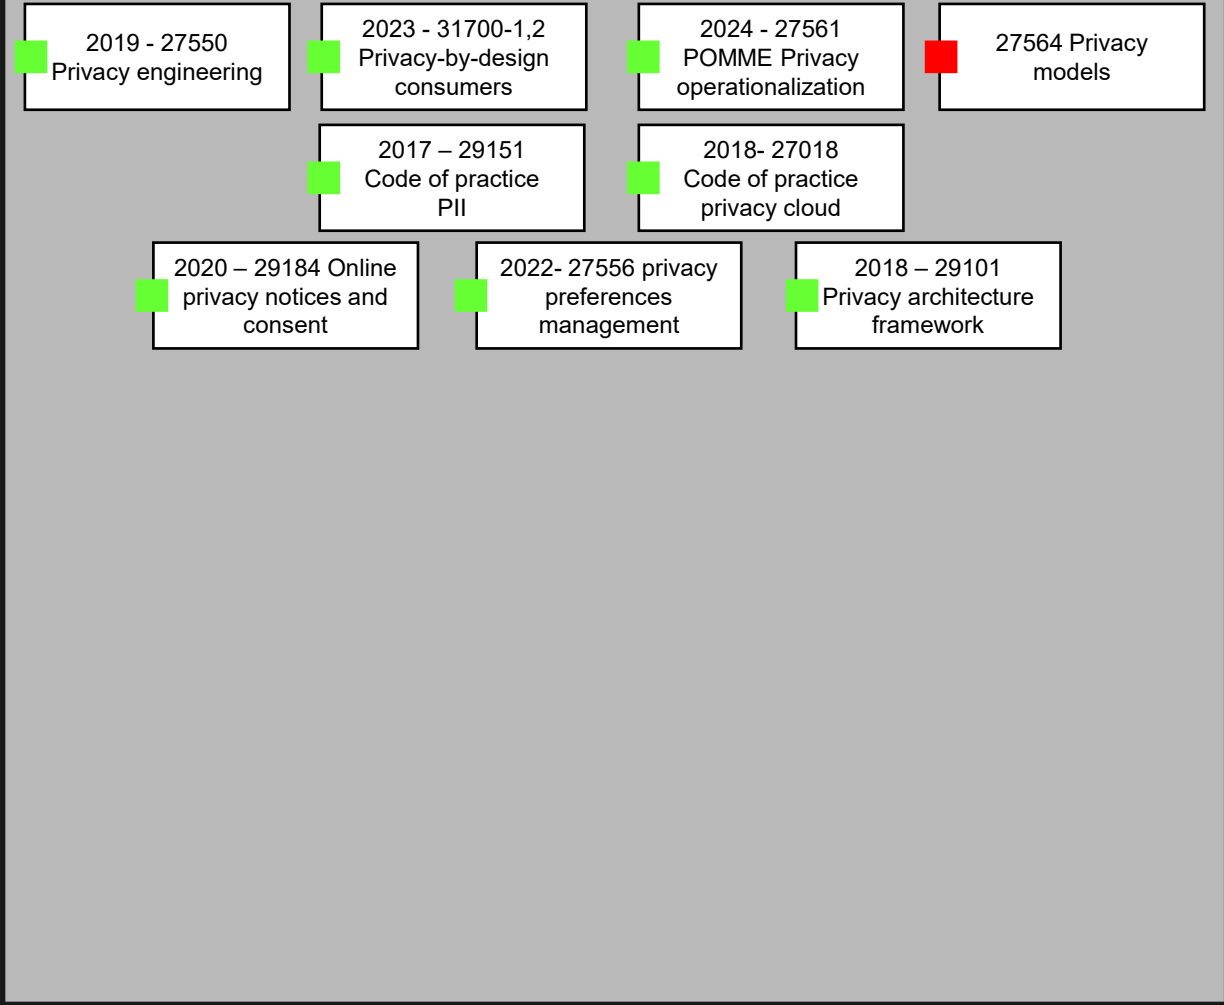 2019 - 27550
Privacy engineering
2023 - 31700-1,2
Privacy-by-design
consumers
2024 - 27561
POMME Privacy
operationalization
27564 Privacy
models
2017 – 29151
Code of practice
PII
2018- 27018
Code of practice
privacy cloud
2020 – 29184 Online
privacy notices and
consent
2022- 27556 privacy
preferences
management
2018 – 29101
Privacy architecture
framework